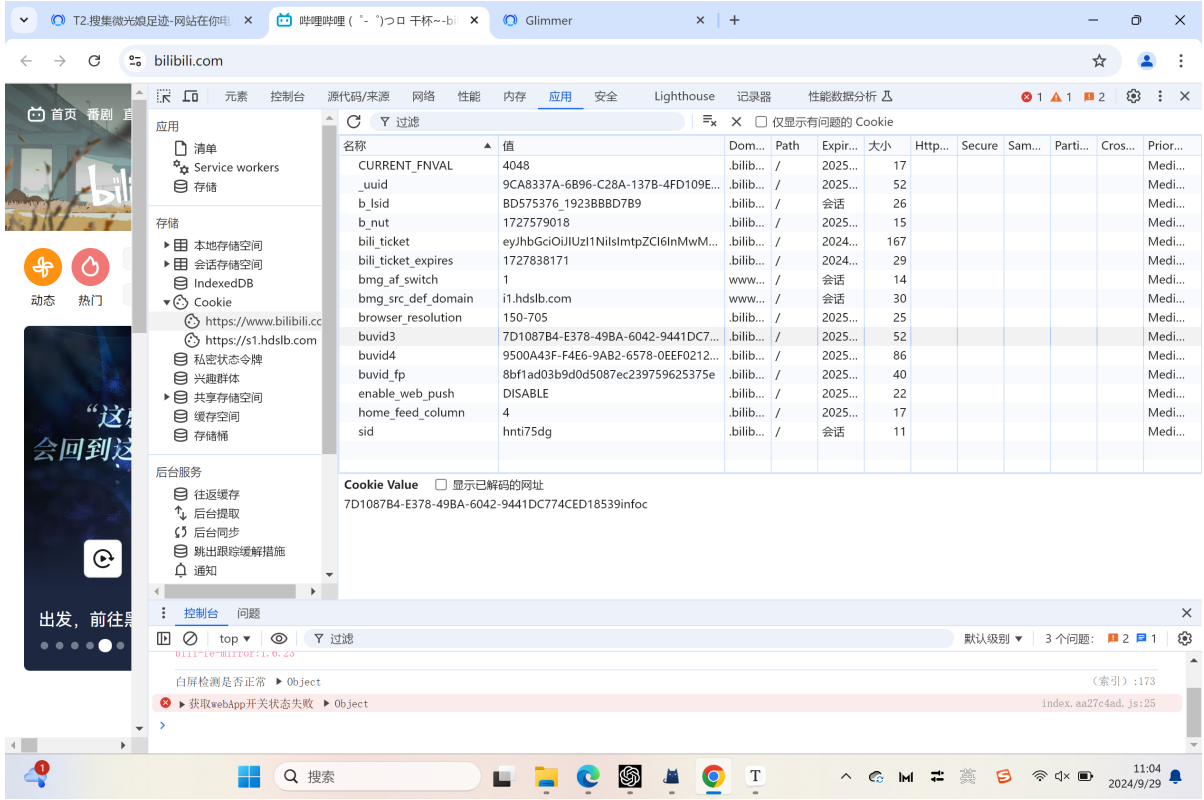 T2.搜集微光娘足迹-网站在你电
哔哩哔哩 ( ゜- ゜)つロ 干杯~-bil
Glimmer
bilibili.com
首页 番剧 直
动态 热门
“这就
会回到这
出发，前往黑
元素 控制台 源代码/来源 网络 性能 内存 应用 安全 Lighthouse 记录器 性能数据分析 1 1 2
应用
清单
Service workers
存储
存储
本地存储空间
会话存储空间
IndexedDB
Cookie
https://www.bilibili.cc
https://s1.hdslb.com
私密状态令牌
兴趣群体
共享存储空间
缓存空间
存储桶
后台服务
往返缓存
后台提取
后台同步
跳出跟踪缓解措施
通知
过滤 仅显示有问题的 Cookie
名称 值 Dom... Path Expir... 大小 Http... Secure Sam... Parti... Cros... Prior...
CURRENT_FNVAL 4048 .bilib... / 2025... 17 Medi...
_uuid 9CA8337A-6B96-C28A-137B-4FD109E... .bilib... / 2025... 52 Medi...
b_lsid BD575376_1923BBBD7B9 .bilib... / 会话 26 Medi...
b_nut 1727579018 .bilib... / 2025... 15 Medi...
bili_ticket eyJhbGciOiJIUzI1NiIsImtpZCI6InMwM... .bilib... / 2024... 167 Medi...
bili_ticket_expires 1727838171 .bilib... / 2024... 29 Medi...
bmg_af_switch 1 www... / 会话 14 Medi...
bmg_src_def_domain i1.hdslb.com www... / 会话 30 Medi...
browser_resolution 150-705 .bilib... / 2025... 25 Medi...
buvid3 7D1087B4-E378-49BA-6042-9441DC7... .bilib... / 2025... 52 Medi...
buvid4 9500A43F-F4E6-9AB2-6578-0EEF0212... .bilib... / 2025... 86 Medi...
buvid_fp 8bf1ad03b9d0d5087ec239759625375e .bilib... / 2025... 40 Medi...
enable_web_push DISABLE .bilib... / 2025... 22 Medi...
home_feed_column 4 .bilib... / 2025... 17 Medi...
sid hnti75dg .bilib... / 会话 11 Medi...
Cookie Value 显示已解码的网址
7D1087B4-E378-49BA-6042-9441DC774CED18539infoc
控制台 问题
top 过滤 默认级别 3 个问题: 2 1
bili-fe-mirror:1.6.23
白屏检测是否正常 Object （索引）:173
获取webApp开关状态失败 Object index.aa27c4ad.js:25
1 搜索 T 英 11:04
2024/9/29